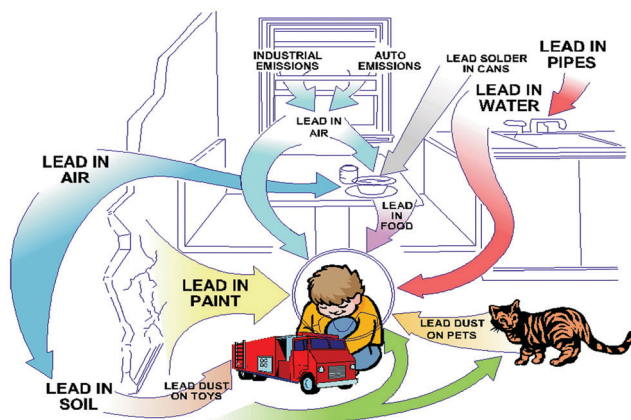 INDUSTRIAL
EMISSIONS
AUTO
EMISSIONS
LEAD SOLDER
IN CANS
LEAD IN
PIPES
LEAD IN
WATER
LEAD IN
AIR
LEAD IN
AIR
LEAD
IN
FOOD
LEAD IN
PAINT
LEAD DUST
ON PETS
LEAD IN
SOIL
LEAD DUST
ON TOYS